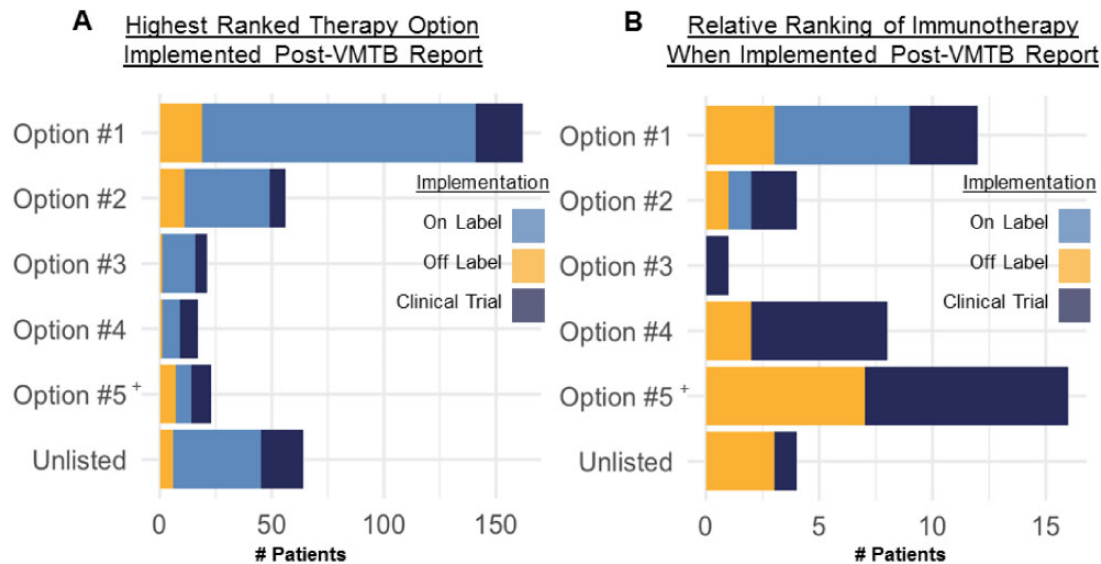 A
Highest Ranked Therapy Option
Implemented Post-VMTB Report
Option #1
Option #2
Option #3
Option #4
Option #5 +
Unlisted
Implementation
On Label
Off Label
Clinical Trial
0 50 100 150
# Patients
B
Relative Ranking of Immunotherapy
When Implemented Post-VMTB Report
Option #1
Option #2
Option #3
Option #4
Option #5 +
Unlisted
Implementation
On Label
Off Label
Clinical Trial
0 5 10 15
# Patients